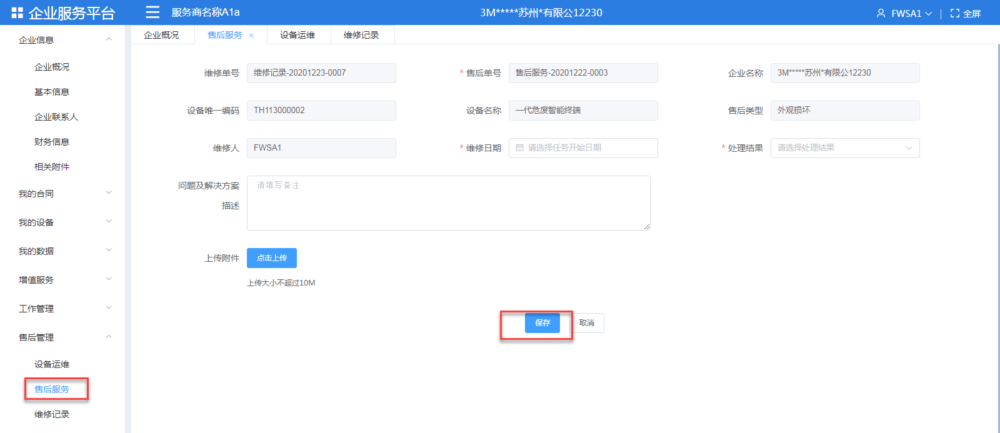 企业服务平台
服务商名称A1a
3M*****苏州*有限公12230
FWSA1
全屏
企业信息
企业概况
基本信息
企业联系人
财务信息
相关附件
我的合同
我的设备
我的数据
增值服务
工作管理
售后管理
设备运维
售后服务
维修记录
企业概况
售后服务 ×
设备运维
维修记录
维修单号 维修记录-20201223-0007
* 售后单号 售后服务-20201222-0003
企业名称 3M*****苏州*有限公12230
设备唯一编码 TH113000002
设备名称 一代危废智能终端
售后类型 外观损坏
维修人 FWSA1
* 维修日期 请选择任务开始日期
* 处理结果 请选择处理结果
问题及解决方案
描述
请填写备注
上传附件 点击上传
上传大小不超过10M
保存
取消